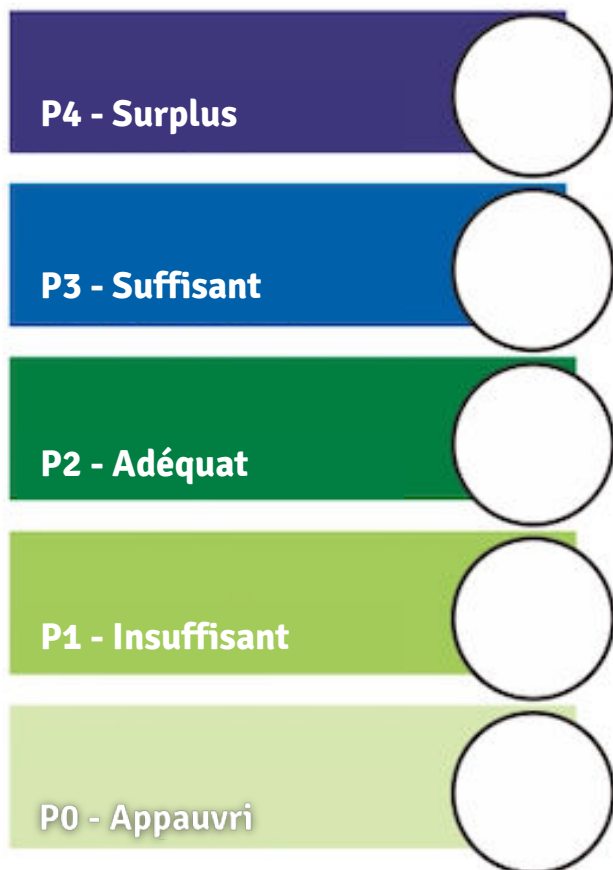 P4 - Surplus
P3 - Suffisant
P2 - Adéquat
P1 - Insuffisant
P0 - Appauvri